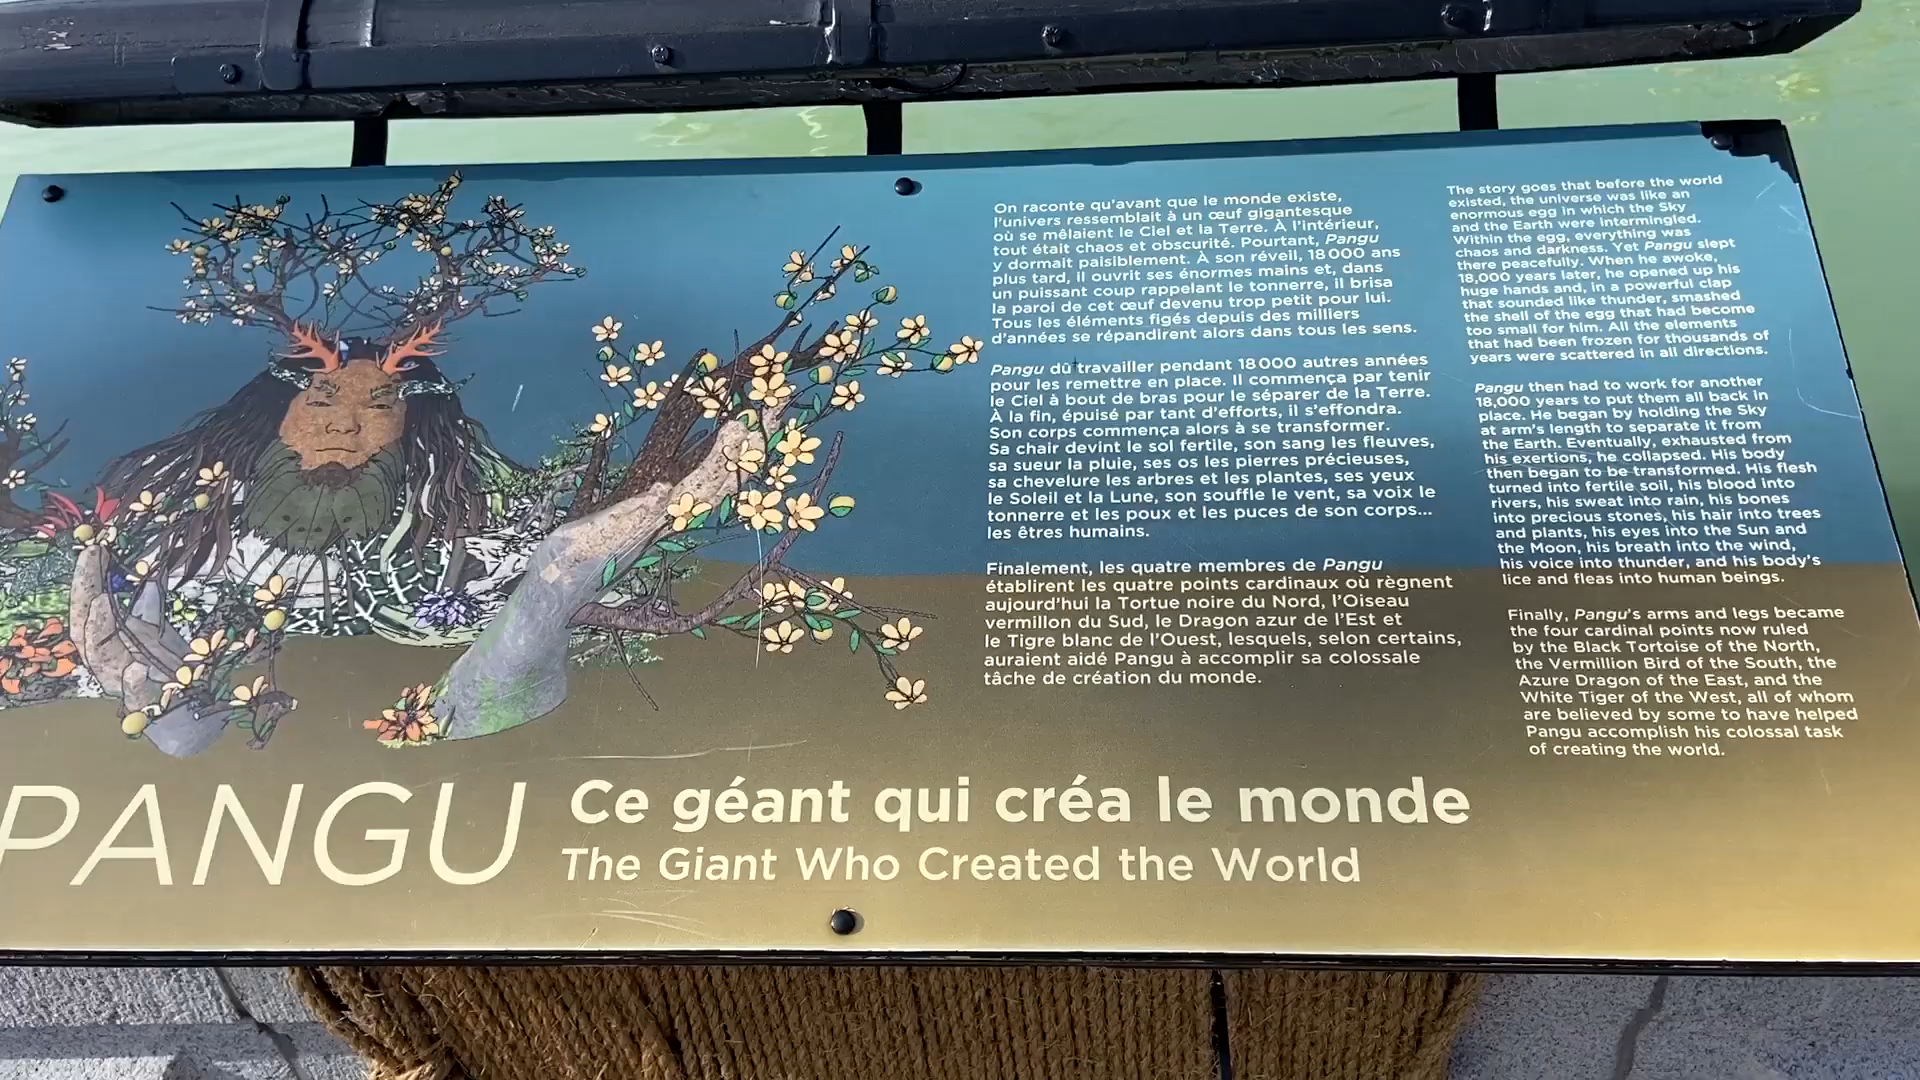 On raconte qu'avant que le monde existe,
l'univers ressemblait à un œuf gigantesque
où se mêlaient le Ciel et la Terre. À l'intérieur,
tout était chaos et obscurité. Pourtant, Pangu
y dormait paisiblement. À son réveil, 18 000 ans
plus tard, il ouvrit ses énormes mains et, dans
un puissant coup rappelant le tonnerre, il brisa
la paroi de cet œuf devenu trop petit pour lui.
Tous les éléments figés depuis des milliers
d'années se répandirent alors dans tous les sens.
Pangu dû travailler pendant 18 000 autres années
pour les remettre en place. Il commença par tenir
le Ciel à bout de bras pour le séparer de la Terre.
À la fin, épuisé par tant d'efforts, il s'effondra.
Son corps commença alors à se transformer.
Sa chair devint le sol fertile, son sang les fleuves,
sa sueur la pluie, ses os les pierres précieuses,
sa chevelure les arbres et les plantes, ses yeux
le Soleil et la Lune, son souffle le vent, sa voix le
tonnerre et les poux et les puces de son corps...
les êtres humains.
Finalement, les quatre membres de Pangu
établirent les quatre points cardinaux où règnent
aujourd'hui la Tortue noire du Nord, l'Oiseau
vermillon du Sud, le Dragon azur de l'Est et
le Tigre blanc de l'Ouest, lesquels, selon certains,
auraient aidé Pangu à accomplir sa colossale
tâche de création du monde.
The story goes that before the world
existed, the universe was like an
enormous egg in which the Sky
and the Earth were intermingled.
Within the egg, everything was
chaos and darkness. Yet Pangu slept
there peacefully. When he awoke,
18,000 years later, he opened up his
huge hands and, in a powerful clap
that sounded like thunder, smashed
the shell of the egg that had become
too small for him. All the elements
that had been frozen for thousands of
years were scattered in all directions.
Pangu then had to work for another
18,000 years to put them all back in
place. He began by holding the Sky
at arm's length to separate it from
the Earth. Eventually, exhausted from
his exertions, he collapsed. His body
then began to be transformed. His flesh
turned into fertile soil, his blood into
rivers, his sweat into rain, his bones
into precious stones, his hair into trees
and plants, his eyes into the Sun and
the Moon, his breath into the wind,
his voice into thunder, and his body's
lice and fleas into human beings.
Finally, Pangu's arms and legs became
the four cardinal points now ruled
by the Black Tortoise of the North,
the Vermillion Bird of the South, the
Azure Dragon of the East, and the
White Tiger of the West, all of whom
are believed by some to have helped
Pangu accomplish his colossal task
of creating the world.
PANGU
Ce géant qui créa le monde
The Giant Who Created the World